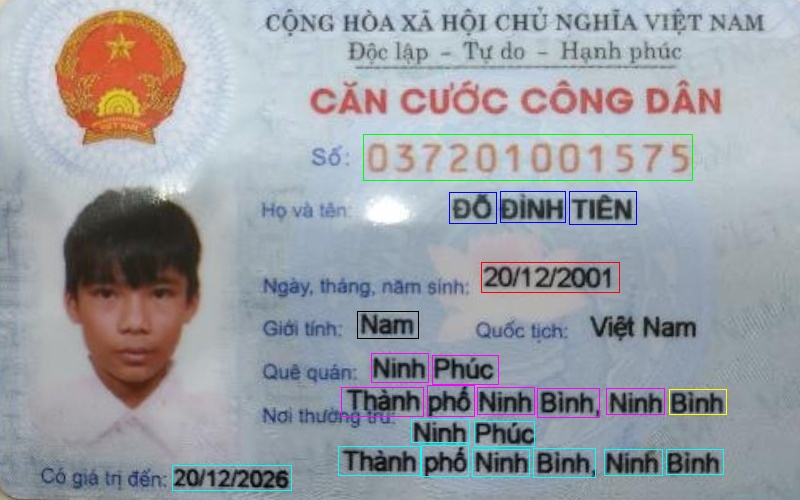 CỘNG HÒA XÃ HỘI CHỦ NGHĨA VIỆT NAM
Độc lập - Tự do - Hạnh phúc
CĂN CƯỚC CÔNG DÂN
Số: 037201001575
Họ và tên: ĐỖ ĐÌNH TIẾN
Ngày, tháng, năm sinh: 20/12/2001
Giới tính: Nam Quốc tịch: Việt Nam
Quê quán: Ninh Phúc
Thành phố Ninh Bình, Ninh Bình
Nơi thường trú: Ninh Phúc
Thành phố Ninh Bình, Ninh Bình
Có giá trị đến: 20/12/2026